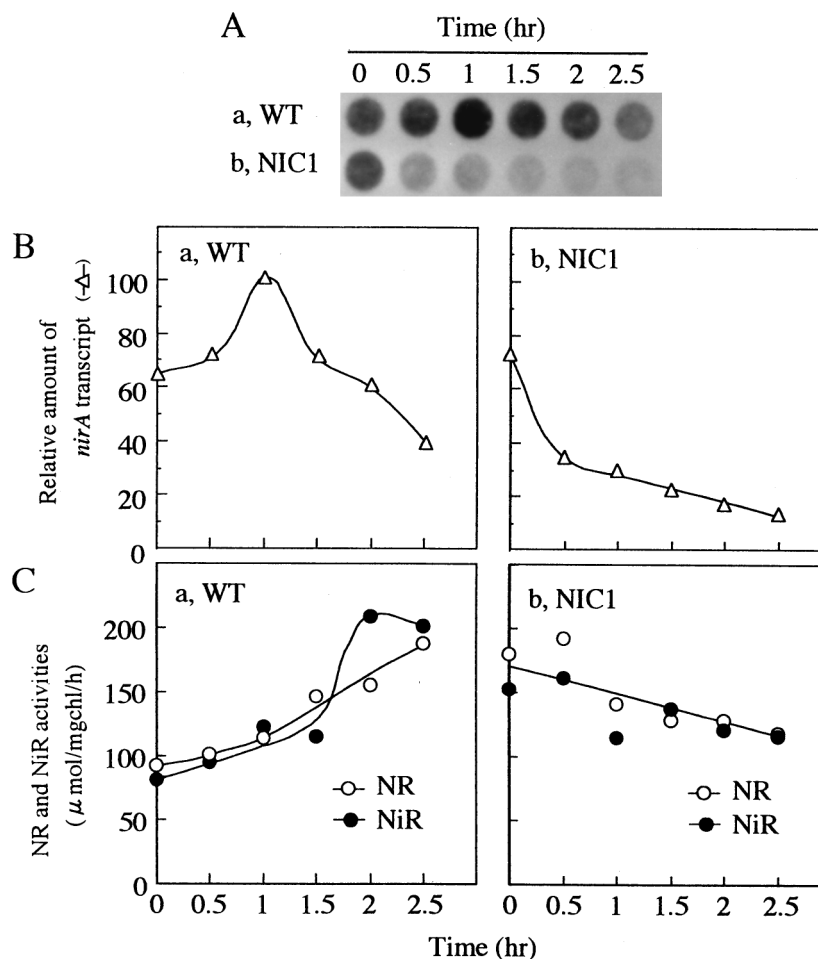 A
Time (hr)
0 0.5 1 1.5 2 2.5
a, WT
b, NIC1
B
a, WT
b, NIC1
Relative amount of
nirA transcript (-Δ-)
100
80
60
40
20
0
C
a, WT
b, NIC1
NR and NiR activities
( μ mol/mgchl/h)
200
150
100
50
0
NR
NiR
NR
NiR
0 0.5 1 1.5 2 2.5
0 0.5 1 1.5 2 2.5
Time (hr)